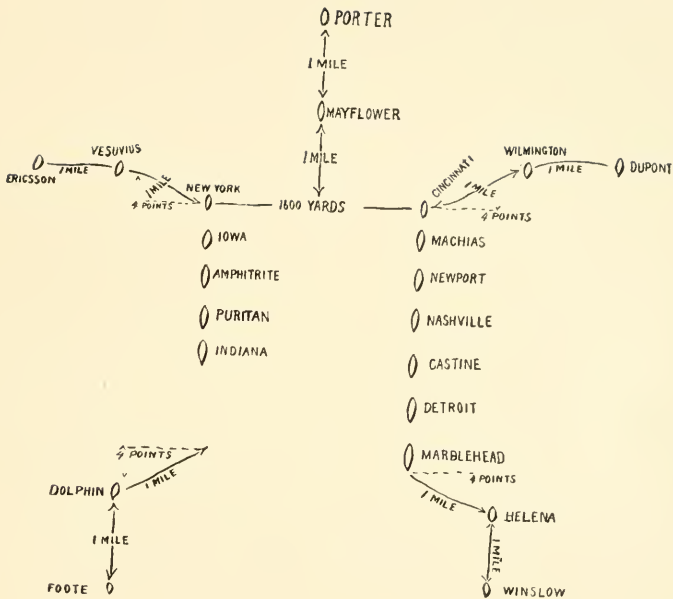 PORTER
1 MILE
MAYFLOWER
1 MILE
VESUVIUS
ERICSSON
1 MILE
1 MILE
NEW YORK
4 POINTS
1600 YARDS
CINCINNATI
WILMINGTON
1 MILE
1 MILE
DUPONT
4 POINTS
IOWA
MACHIAS
AMPHITRITE
NEWPORT
PURITAN
NASHVILLE
INDIANA
CASTINE
DETROIT
4 POINTS
MARBLEHEAD
4 POINTS
DOLPHIN
1 MILE
1 MILE
HELENA
1 MILE
1 MILE
FOOTE
WINSLOW